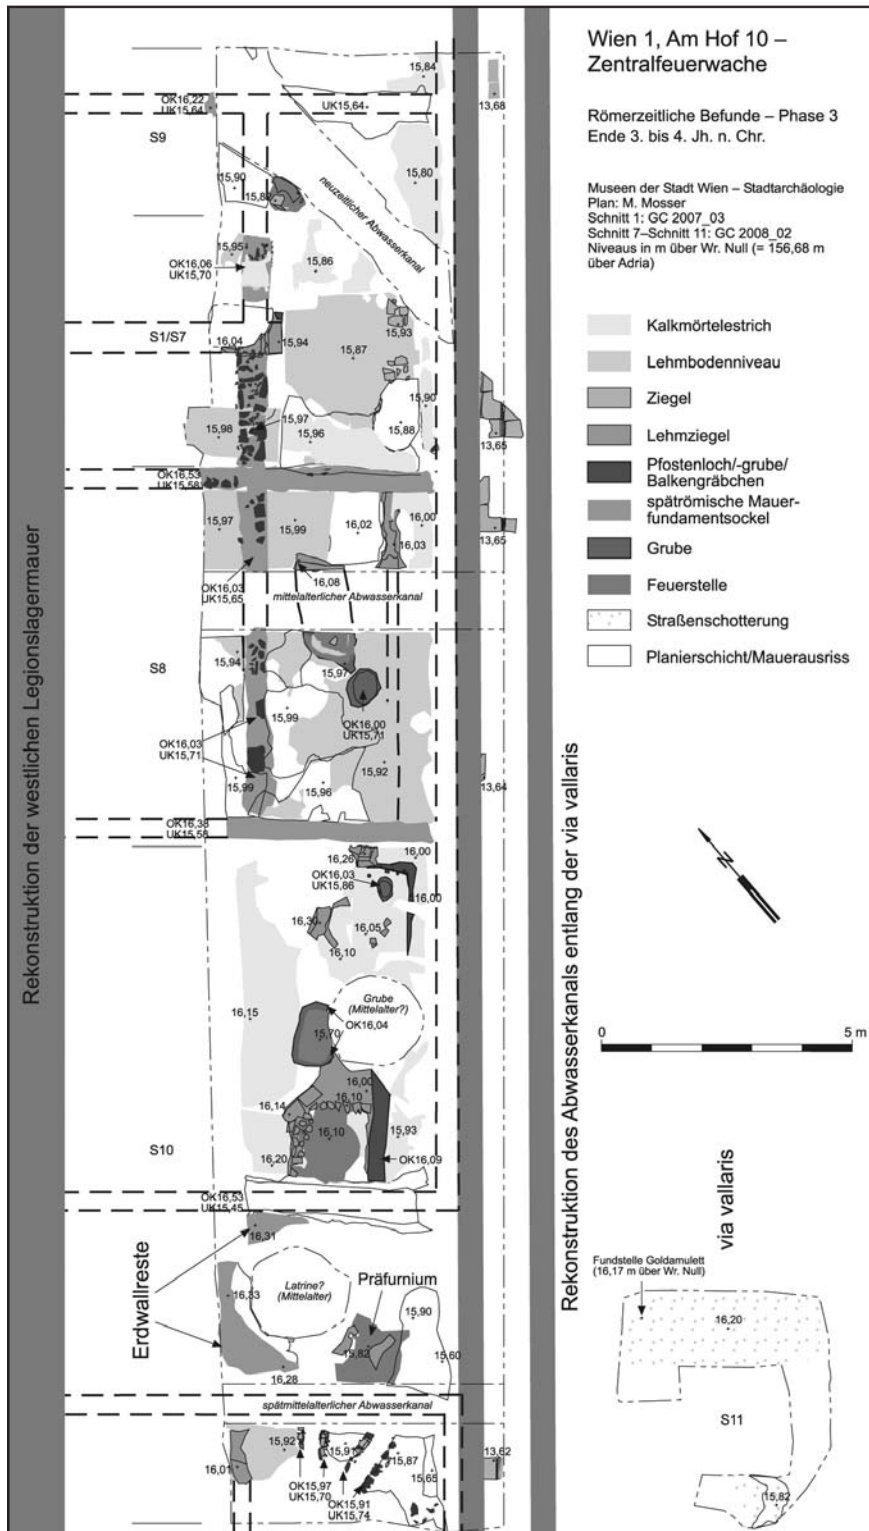 Wien 1, Am Hof 10 –
Zentralfeuerwache
Römerzeitliche Befunde – Phase 3
Ende 3. bis 4. Jh. n. Chr.
Museen der Stadt Wien – Stadtarchäologie
Plan: M. Mosser
Schnitt 1: GC 2007_03
Schnitt 7–Schnitt 11: GC 2008_02
Niveaus in m über Wr. Null (= 156,68 m
über Adria)
Kalkmörtelestrich
Lehmbodenniveau
Ziegel
Lehmziegel
Pfostenloch/-grube/
Balkengräbchen
spätrömische Mauer-
fundamentsockel
Grube
Feuerstelle
Straßenschotterung
Planierschicht/Mauerausriss
N
0
5 m
Rekonstruktion der westlichen Legionslagermauer
Rekonstruktion des Abwasserkanals entlang der via vallaris
via vallaris
Fundstelle Goldamulett
(16,17 m über Wr. Null)
16,20
S11
15,82
15,84
OK16,22
UK15,64
UK15,64
13,68
S9
15,90
15,82
15,80
neuzeitlicher Abwasserkanal
15,95
OK16,06
UK15,70
15,86
S1/S7
16,04
15,94
15,93
15,87
15,90
15,98
15,97
15,96
15,88
13,65
OK16,53
UK15,58
15,97
15,99
16,02
16,00
16,03
13,65
OK16,03
UK15,65
16,08
mittelalterlicher Abwasserkanal
15,94
S8
15,97
15,99
OK16,00
UK15,71
OK16,03
UK15,71
15,92
15,99
15,96
13,64
OK16,38
UK15,58
16,26
16,00
OK16,03
UK15,86
16,00
16,30
16,05
16,10
Grube
(Mittelalter?)
16,15
OK16,04
15,70
16,00
16,10
16,14
16,10
15,93
S10
16,20
OK16,09
OK16,53
UK15,45
16,31
Erdwallreste
Latrine?
(Mittelalter)
Präfurnium
16,33
15,90
15,82
15,60
16,28
spätmittelalterlicher Abwasserkanal
15,92
15,91
15,87
13,62
16,01
OK15,97
UK15,70
15,65
OK15,91
UK15,74